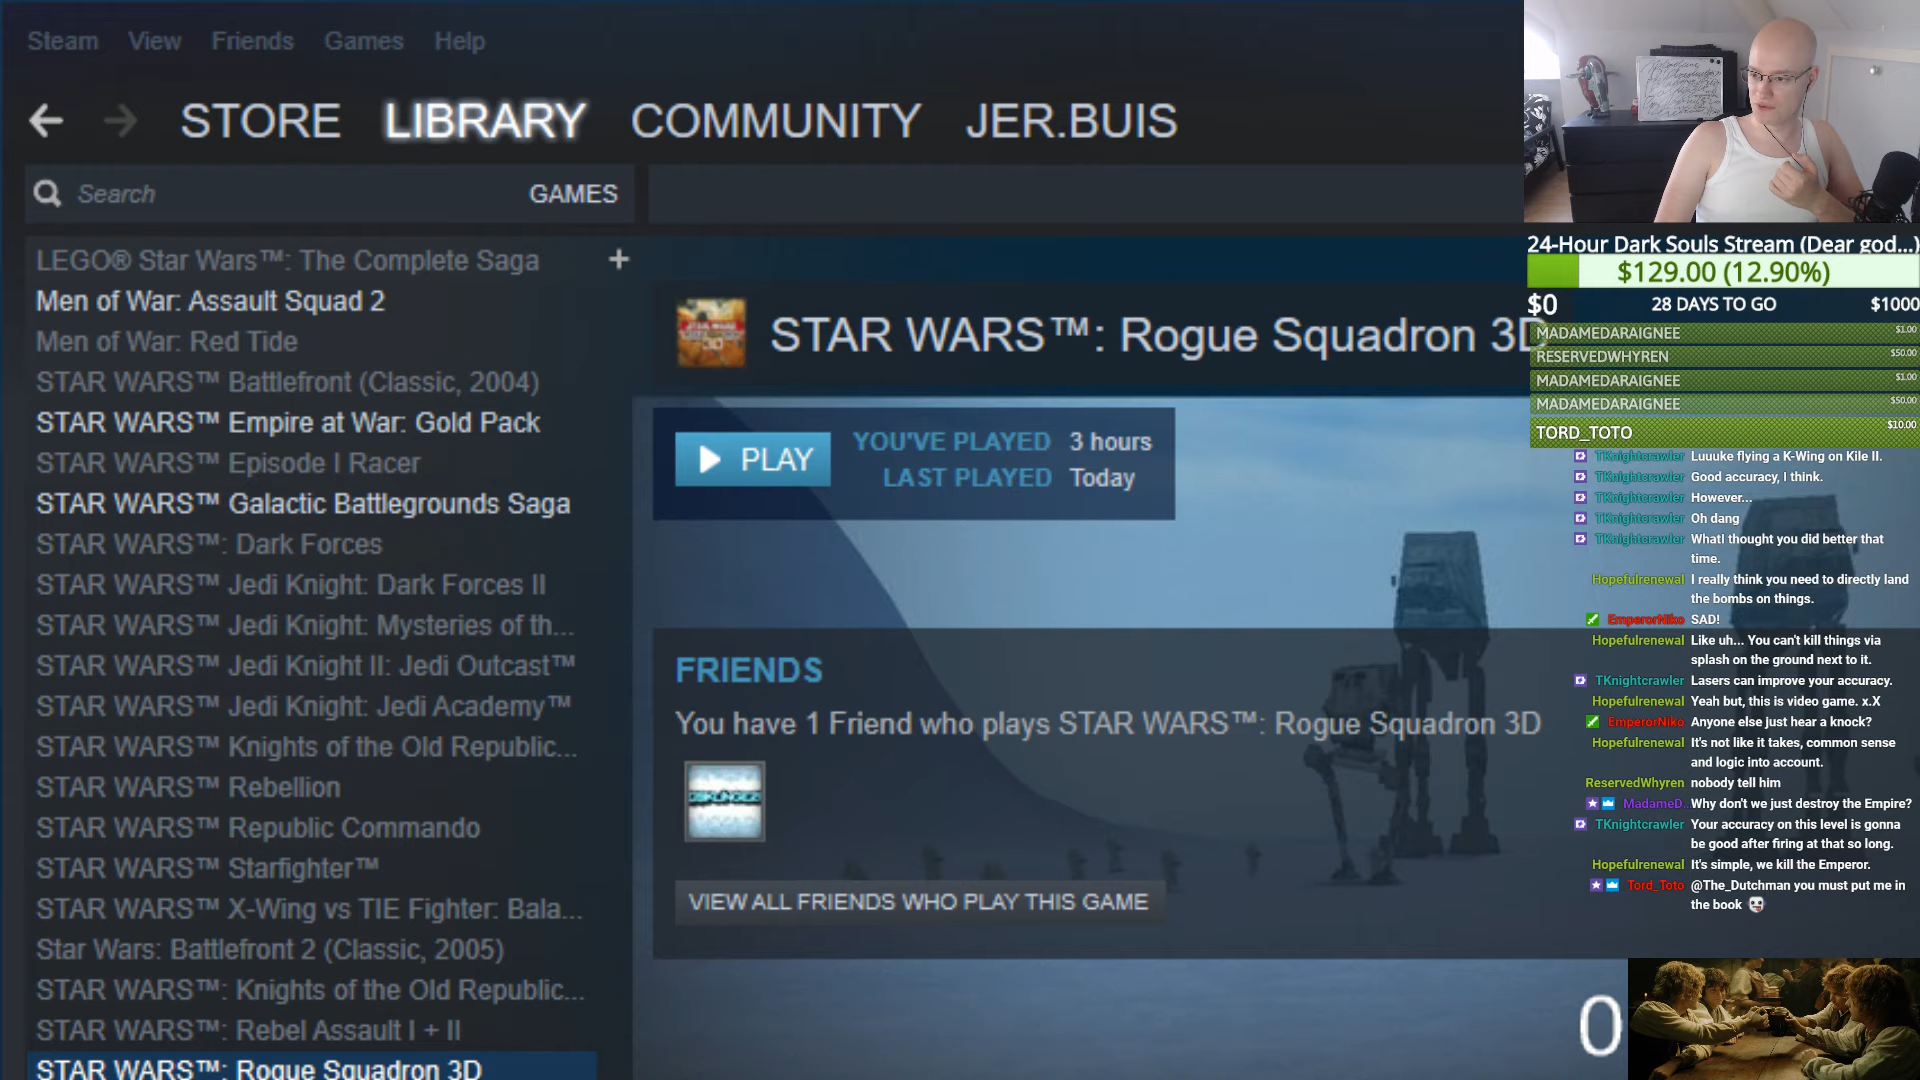 Steam View Friends Games Help
STORE LIBRARY COMMUNITY JER.BUIS
Search GAMES
LEGO® Star Wars™: The Complete Saga +
Men of War: Assault Squad 2
Men of War: Red Tide
STAR WARS™ Battlefront (Classic, 2004)
STAR WARS™ Empire at War: Gold Pack
STAR WARS™ Episode I Racer
STAR WARS™ Galactic Battlegrounds Saga
STAR WARS™: Dark Forces
STAR WARS™ Jedi Knight: Dark Forces II
STAR WARS™ Jedi Knight: Mysteries of th...
STAR WARS™ Jedi Knight II: Jedi Outcast™
STAR WARS™ Jedi Knight: Jedi Academy™
STAR WARS™ Knights of the Old Republic...
STAR WARS™ Rebellion
STAR WARS™ Republic Commando
STAR WARS™ Starfighter™
STAR WARS™ X-Wing vs TIE Fighter: Bala...
Star Wars: Battlefront 2 (Classic, 2005)
STAR WARS™: Knights of the Old Republic...
STAR WARS™: Rebel Assault I + II
STAR WARS™: Rogue Squadron 3D
STAR WARS™: Rogue Squadron 3D
PLAY
YOU'VE PLAYED 3 hours
LAST PLAYED Today
FRIENDS
You have 1 Friend who plays STAR WARS™: Rogue Squadron 3D
VIEW ALL FRIENDS WHO PLAY THIS GAME
0
24-Hour Dark Souls Stream (Dear god...)
$129.00 (12.90%)
$0 28 DAYS TO GO $1000
MADAMEDARAIGNEE $1.00
RESERVEDWHYREN $50.00
MADAMEDARAIGNEE $1.00
MADAMEDARAIGNEE $50.00
TORD_TOTO $10.00
TKnightcrawler Luuuke flying a K-Wing on Kile II.
TKnightcrawler Good accuracy, I think.
TKnightcrawler However...
TKnightcrawler Oh dang
TKnightcrawler WhatI thought you did better that
time.
Hopefulrenewal I really think you need to directly land
the bombs on things.
EmperorNiko SAD!
Hopefulrenewal Like uh... You can't kill things via
splash on the ground next to it.
TKnightcrawler Lasers can improve your accuracy.
Hopefulrenewal Yeah but, this is video game. x.X
EmperorNiko Anyone else just hear a knock?
Hopefulrenewal It's not like it takes, common sense
and logic into account.
ReservedWhyren nobody tell him
MadameD... Why don't we just destroy the Empire?
TKnightcrawler Your accuracy on this level is gonna
be good after firing at that so long.
Hopefulrenewal It's simple, we kill the Emperor.
Tord_Toto @The_Dutchman you must put me in
the book